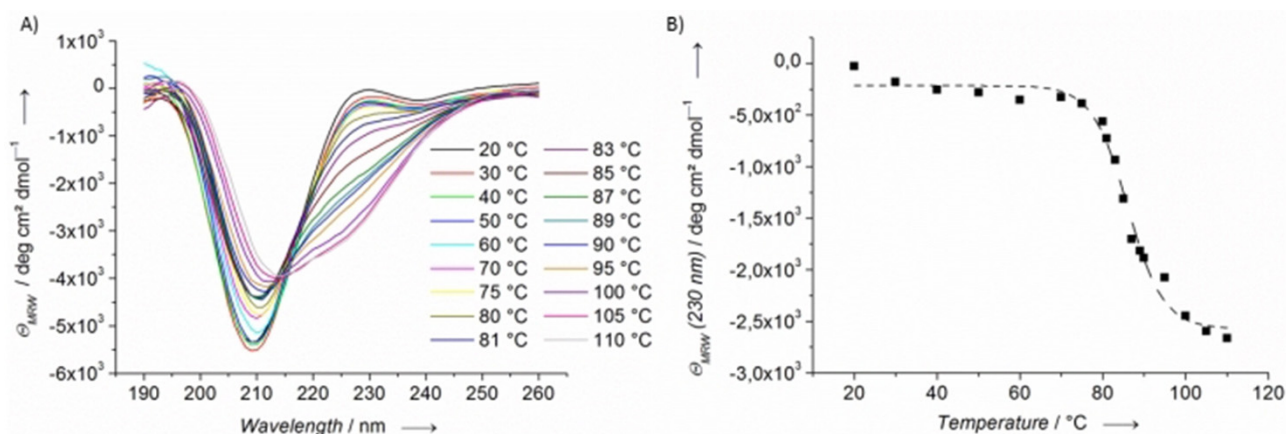 A)
Θ_MRW / deg cm² dmol⁻¹ ⟶
1x10³
0
-1x10³
-2x10³
-3x10³
-4x10³
-5x10³
-6x10³
20 °C 83 °C
30 °C 85 °C
40 °C 87 °C
50 °C 89 °C
60 °C 90 °C
70 °C 95 °C
75 °C 100 °C
80 °C 105 °C
81 °C 110 °C
190 200 210 220 230 240 250 260
Wavelength / nm ⟶
B)
Θ_MRW (230 nm) / deg cm² dmol⁻¹ ⟶
0,0
-5,0x10²
-1,0x10³
-1,5x10³
-2,0x10³
-2,5x10³
-3,0x10³
20 40 60 80 100 120
Temperature / °C ⟶